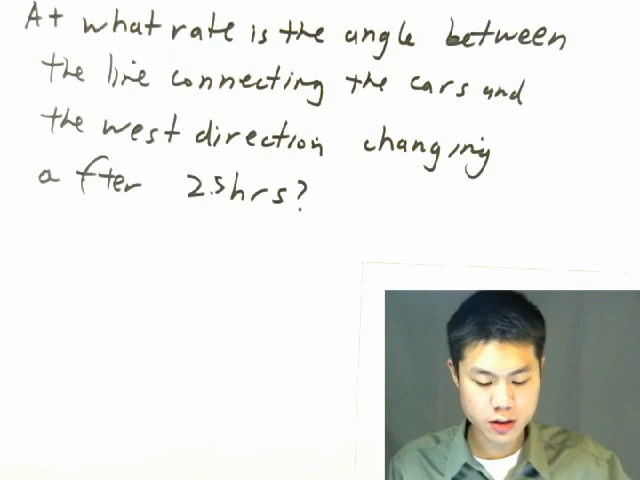 At what rate is the angle between
the line connecting the cars and
the west direction changing
after 2.5hrs?